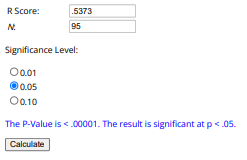 R Score: .5373
N: 95
Significance Level:
0.01
0.05
0.10
The P-Value is < .00001. The result is significant at p < .05.
Calculate